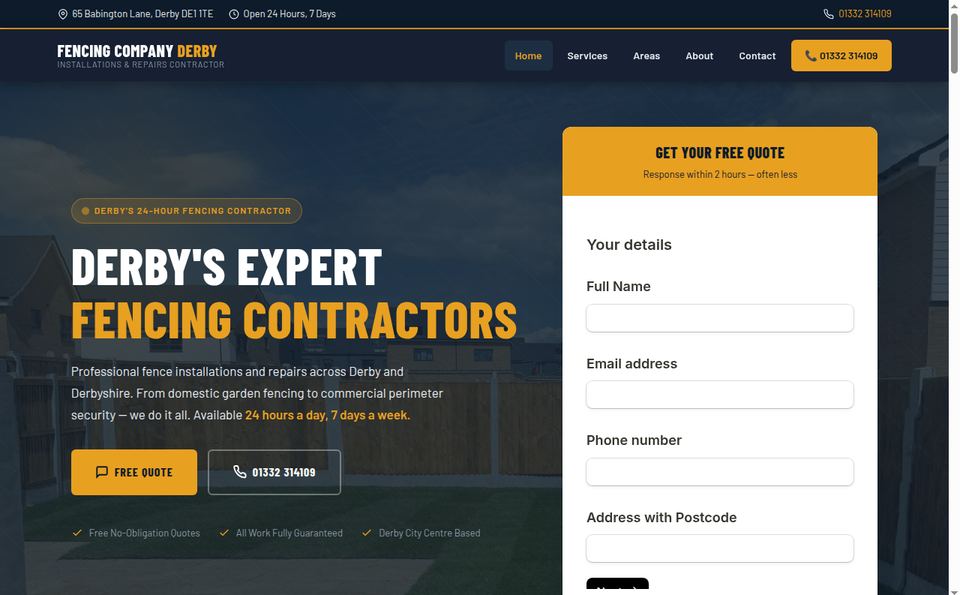 65 Babington Lane, Derby DE1 1TE
Open 24 Hours, 7 Days
01332 314109
FENCING COMPANY DERBY
INSTALLATIONS & REPAIRS CONTRACTOR
Home
Services
Areas
About
Contact
📞 01332 314109
DERBY'S 24-HOUR FENCING CONTRACTOR
DERBY'S EXPERT
FENCING CONTRACTORS
Professional fence installations and repairs across Derby and
Derbyshire. From domestic garden fencing to commercial perimeter
security — we do it all. Available 24 hours a day, 7 days a week.
FREE QUOTE
01332 314109
Free No-Obligation Quotes
All Work Fully Guaranteed
Derby City Centre Based
GET YOUR FREE QUOTE
Response within 2 hours — often less
Your details
Full Name
Email address
Phone number
Address with Postcode